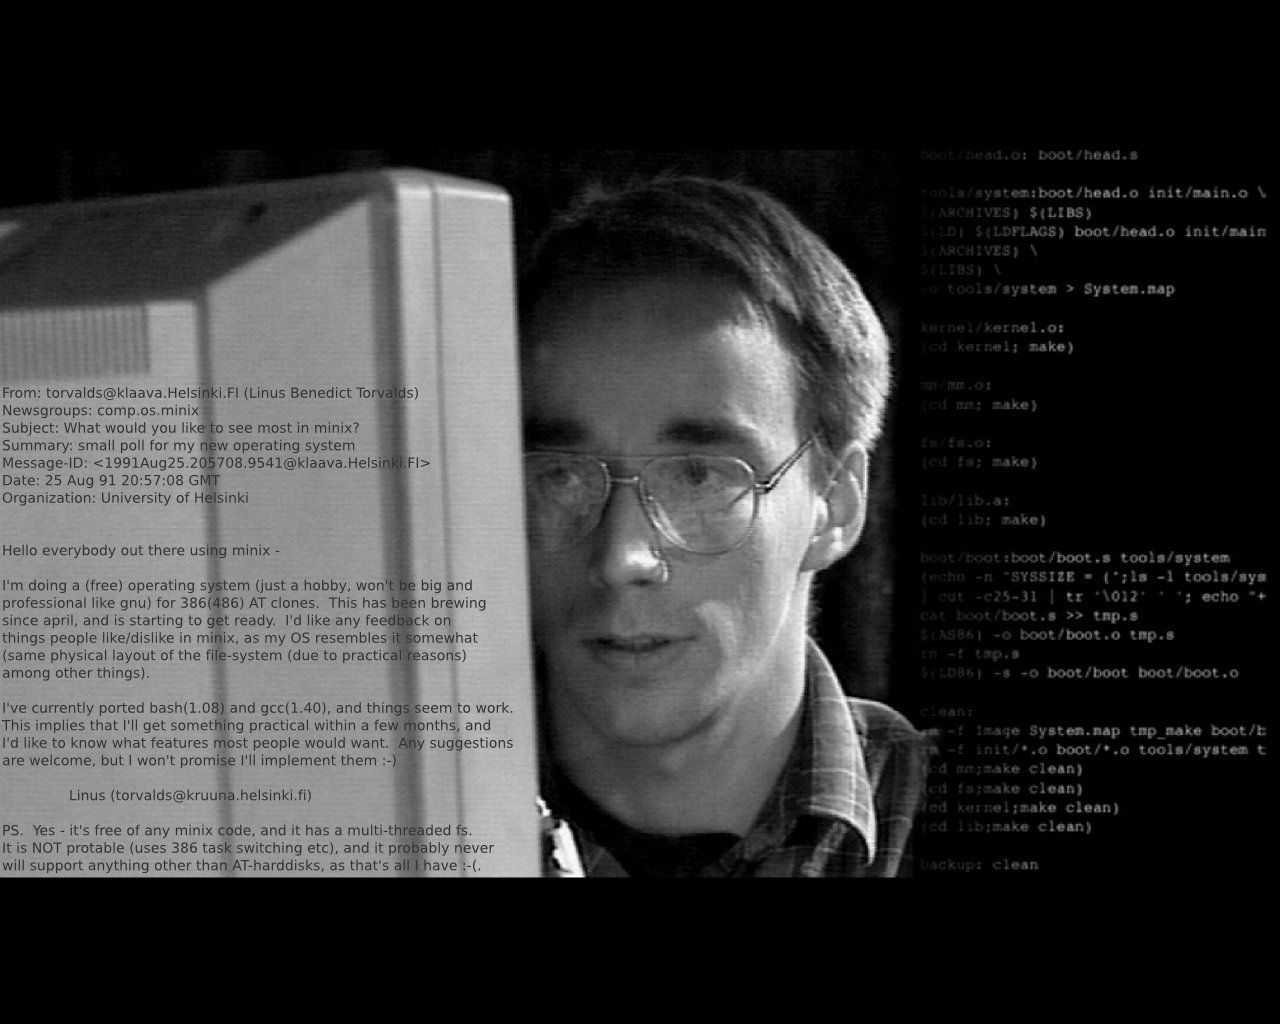 From: torvalds@klaava.Helsinki.FI (Linus Benedict Torvalds)
Newsgroups: comp.os.minix
Subject: What would you like to see most in minix?
Summary: small poll for my new operating system
Message-ID: <1991Aug25.205708.9541@klaava.Helsinki.FI>
Date: 25 Aug 91 20:57:08 GMT
Organization: University of Helsinki
Hello everybody out there using minix -
I'm doing a (free) operating system (just a hobby, won't be big and
professional like gnu) for 386(486) AT clones.  This has been brewing
since april, and is starting to get ready.  I'd like any feedback on
things people like/dislike in minix, as my OS resembles it somewhat
(same physical layout of the file-system (due to practical reasons)
among other things).
I've currently ported bash(1.08) and gcc(1.40), and things seem to work.
This implies that I'll get something practical within a few months, and
I'd like to know what features most people would want.  Any suggestions
are welcome, but I won't promise I'll implement them :-)
Linus (torvalds@kruuna.helsinki.fi)
PS.  Yes - it's free of any minix code, and it has a multi-threaded fs.
It is NOT protable (uses 386 task switching etc), and it probably never
will support anything other than AT-harddisks, as that's all I have :-(.
boot/head.o: boot/head.s
tools/system:boot/head.o init/main.o \
$(ARCHIVES) $(LIBS)
$(LD) $(LDFLAGS) boot/head.o init/main
$(ARCHIVES) \
$(LIBS) \
-o tools/system > System.map
kernel/kernel.o:
(cd kernel; make)
mm/mm.o:
(cd mm; make)
fs/fs.o:
(cd fs; make)
lib/lib.a:
(cd lib; make)
boot/boot:boot/boot.s tools/system
(echo -n "SYSSIZE = (";ls -l tools/sys
| cut -c25-31 | tr '\012' ' '; echo "+
cat boot/boot.s >> tmp.s
$(AS86) -o boot/boot.o tmp.s
rm -f tmp.s
$(LD86) -s -o boot/boot boot/boot.o
clean:
rm -f Image System.map tmp_make boot/b
rm -f init/*.o boot/*.o tools/system t
(cd mm;make clean)
(cd fs;make clean)
(cd kernel;make clean)
(cd lib;make clean)
backup: clean